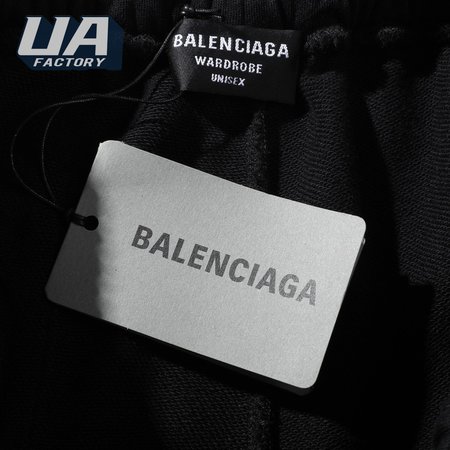 UA
FACTORY
BALENCIAGA
WARDROBE
UNISEX
BALENCIAGA